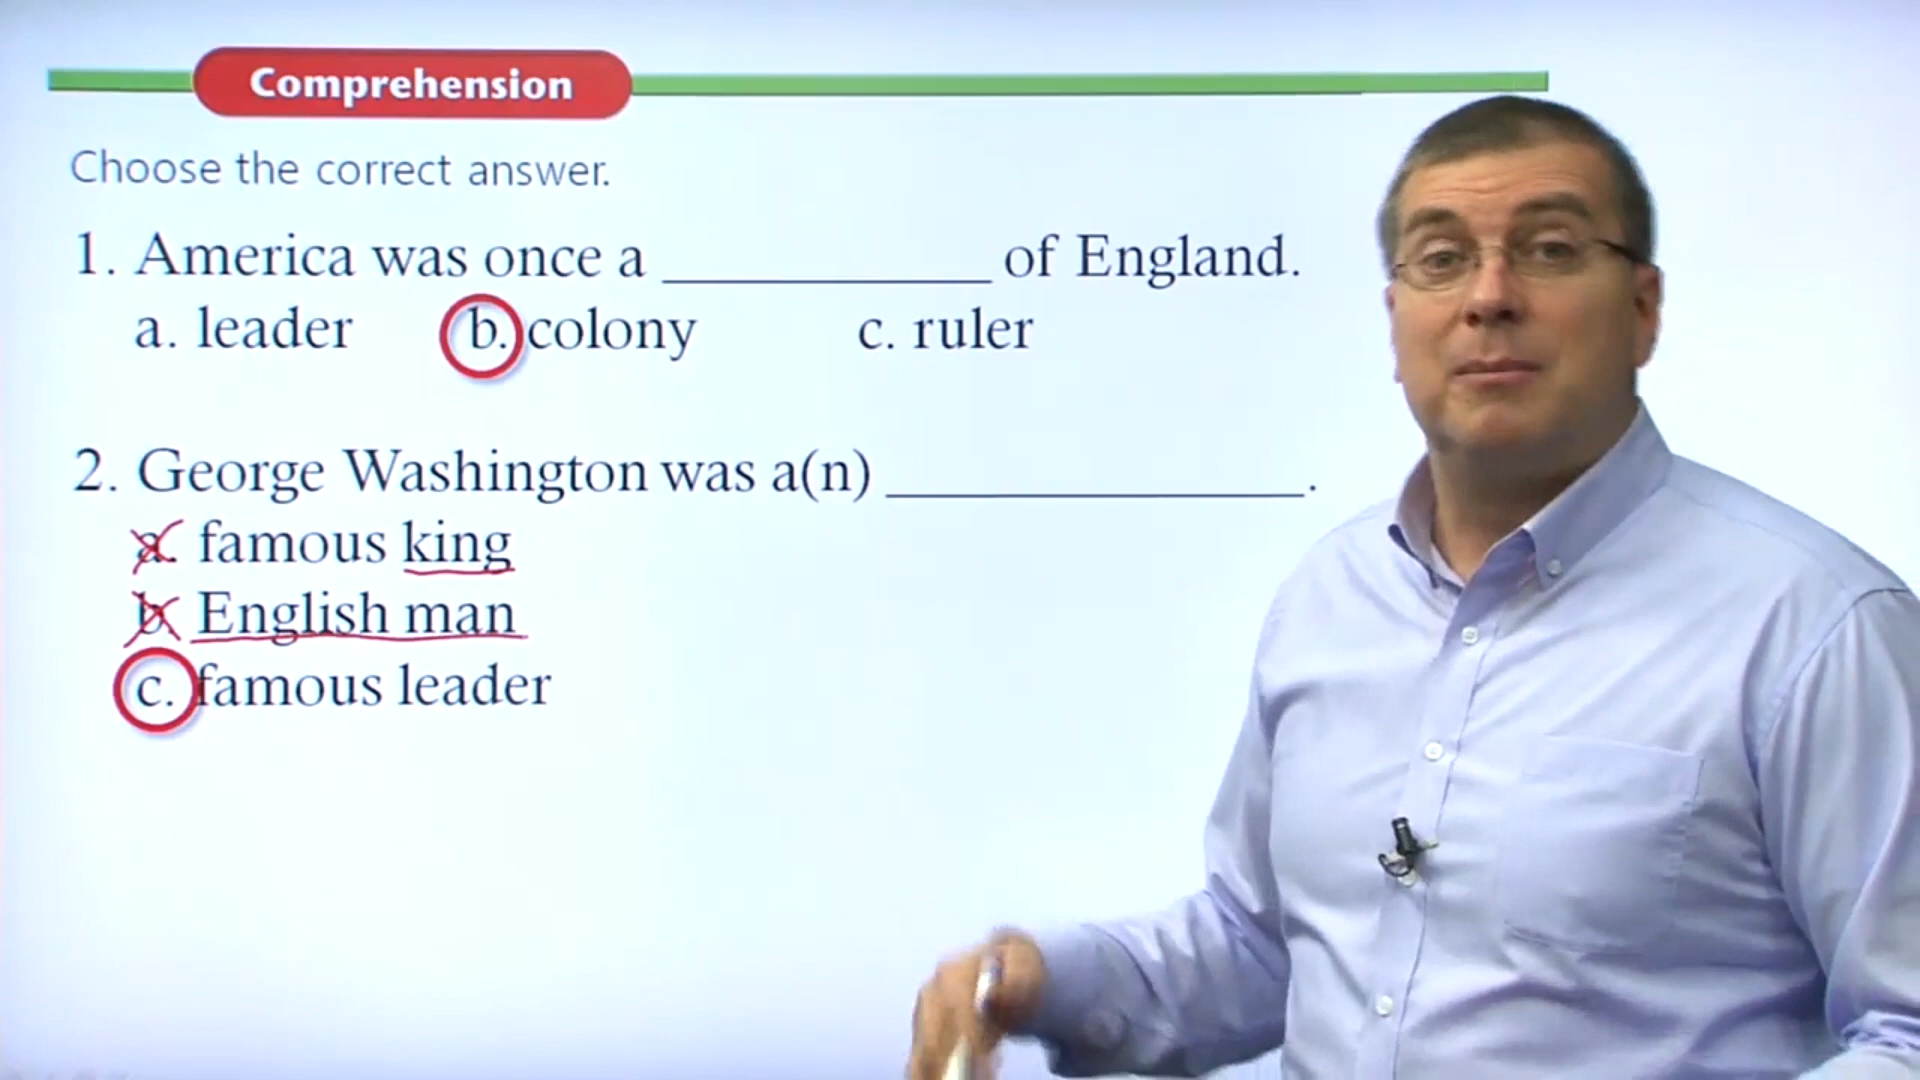 Comprehension
Choose the correct answer.
1. America was once a ____________ of England.
a. leader b. colony c. ruler
2. George Washington was a(n) _______________.
a. famous king
b. English man
c. famous leader